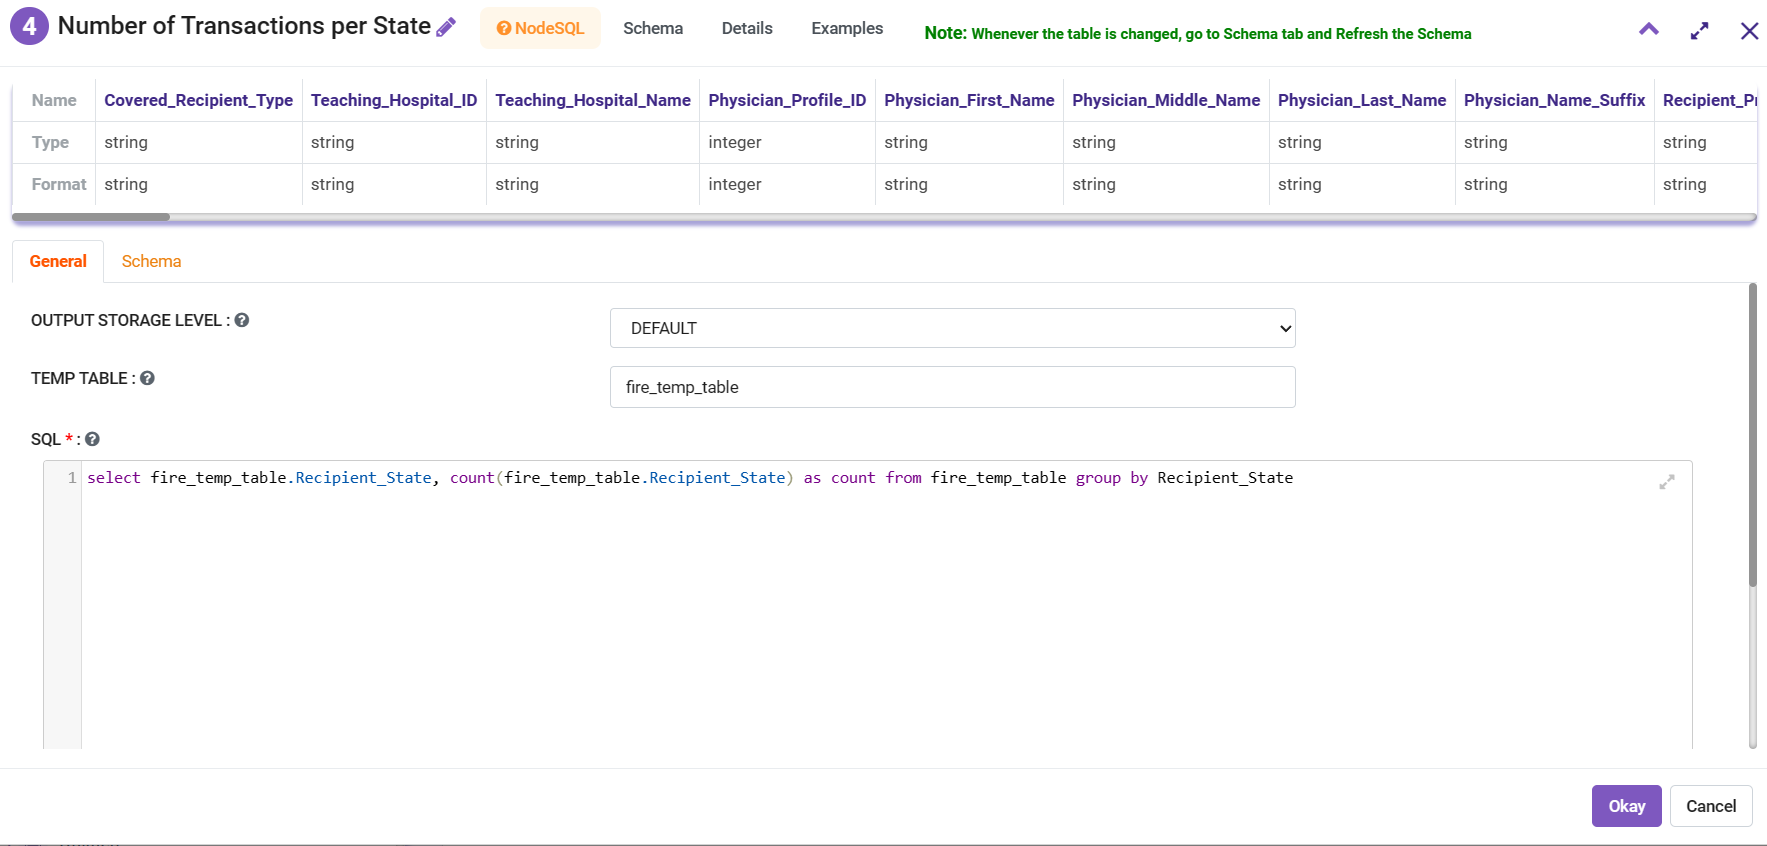 4 Number of Transactions per State NodeSQL Schema Details Examples Note: Whenever the table is changed, go to Schema tab and Refresh the Schema
Name Covered_Recipient_Type Teaching_Hospital_ID Teaching_Hospital_Name Physician_Profile_ID Physician_First_Name Physician_Middle_Name Physician_Last_Name Physician_Name_Suffix Recipient_Pr
Type string string string integer string string string string string
Format string string string integer string string string string string
General Schema
OUTPUT STORAGE LEVEL : DEFAULT
TEMP TABLE : fire_temp_table
SQL * :
1 select fire_temp_table.Recipient_State, count(fire_temp_table.Recipient_State) as count from fire_temp_table group by Recipient_State
Okay Cancel